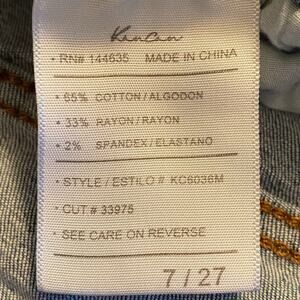 KanCan
• RN# 144635 MADE IN CHINA
• 65% COTTON / ALGODON
• 33% RAYON / RAYON
• 2% SPANDEX / ELASTANO
• STYLE / ESTILO # KC6036M
• CUT # 33975
• SEE CARE ON REVERSE
7 / 27